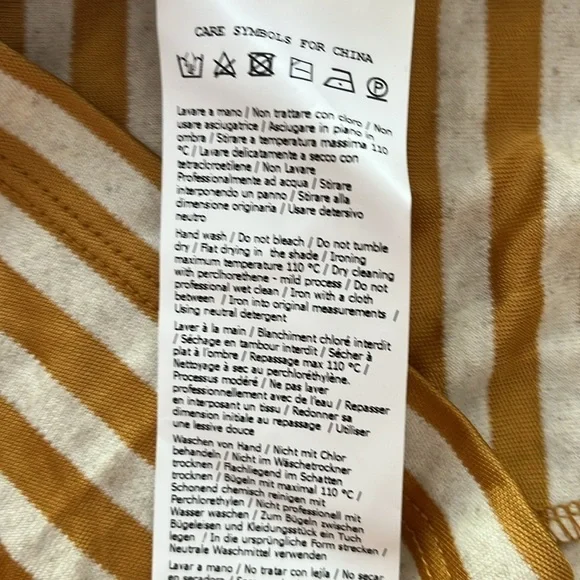 CARE SYMBOLS FOR CHINA
P
Lavare a mano / Non trattare con cloro / Non
usare asciugatrice / Asciugare in piano in
ombra / Stirare a temperatura massima 110
°C / Lavare delicatamente a secco con
tetracloroetilene / Non Lavare
Professionalmente ad acqua / Stirare
interponendo un panno / Stirare alla
dimensione originaria / Usare detersivo
neutro
Hand wash / Do not bleach / Do not tumble
dry / Flat drying in the shade / Ironing
maximum temperature 110 °C / Dry cleaning
with perclhorethene - mild process / Do not
professional wet clean / Iron with a cloth
between / Iron into original measurements /
Using neutral detergent
Laver à la main / Blanchiment chloré interdit
/ Séchage en tambour interdit / Sécher à
plat à l'ombre / Repassage max 110 °C /
Nettoyage à sec au perchloréthylène.
Processus modéré / Ne pas laver
professionnellement avec de l'eau / Repasser
en interposant un tissu / Redonner sa
dimension initiale au repassage / Utiliser
une lessive douce
Waschen von Hand / Nicht mit Chlor
behandeln / Nicht im Wäschetrockner
trocknen / Flachliegend im Schatten
trocknen / Bügeln mit maximal 110 °C /
Schonend chemisch reinigen mit
Perchlorethylen / Nicht professionell mit
Wasser waschen / Zum Bügeln zwischen
Bügeleisen und Kleidungsstück ein Tuch
legen / In die ursprüngliche Form strecken /
Neutrale Waschmittel verwenden
Lavar a mano / No tratar con lejía / No secar
en secadora